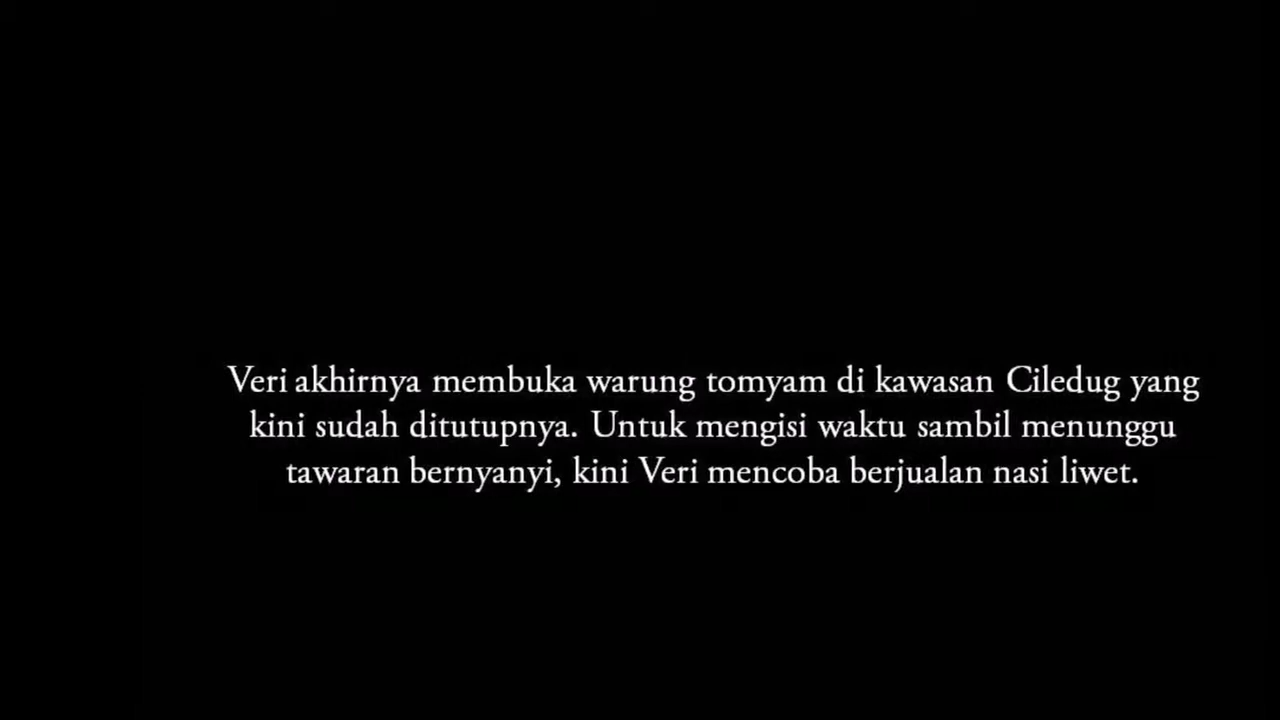 Veri akhirnya membuka warung tomyam di kawasan Ciledug yang
kini sudah ditutupnya. Untuk mengisi waktu sambil menunggu
tawaran bernyanyi, kini Veri mencoba berjualan nasi liwet.